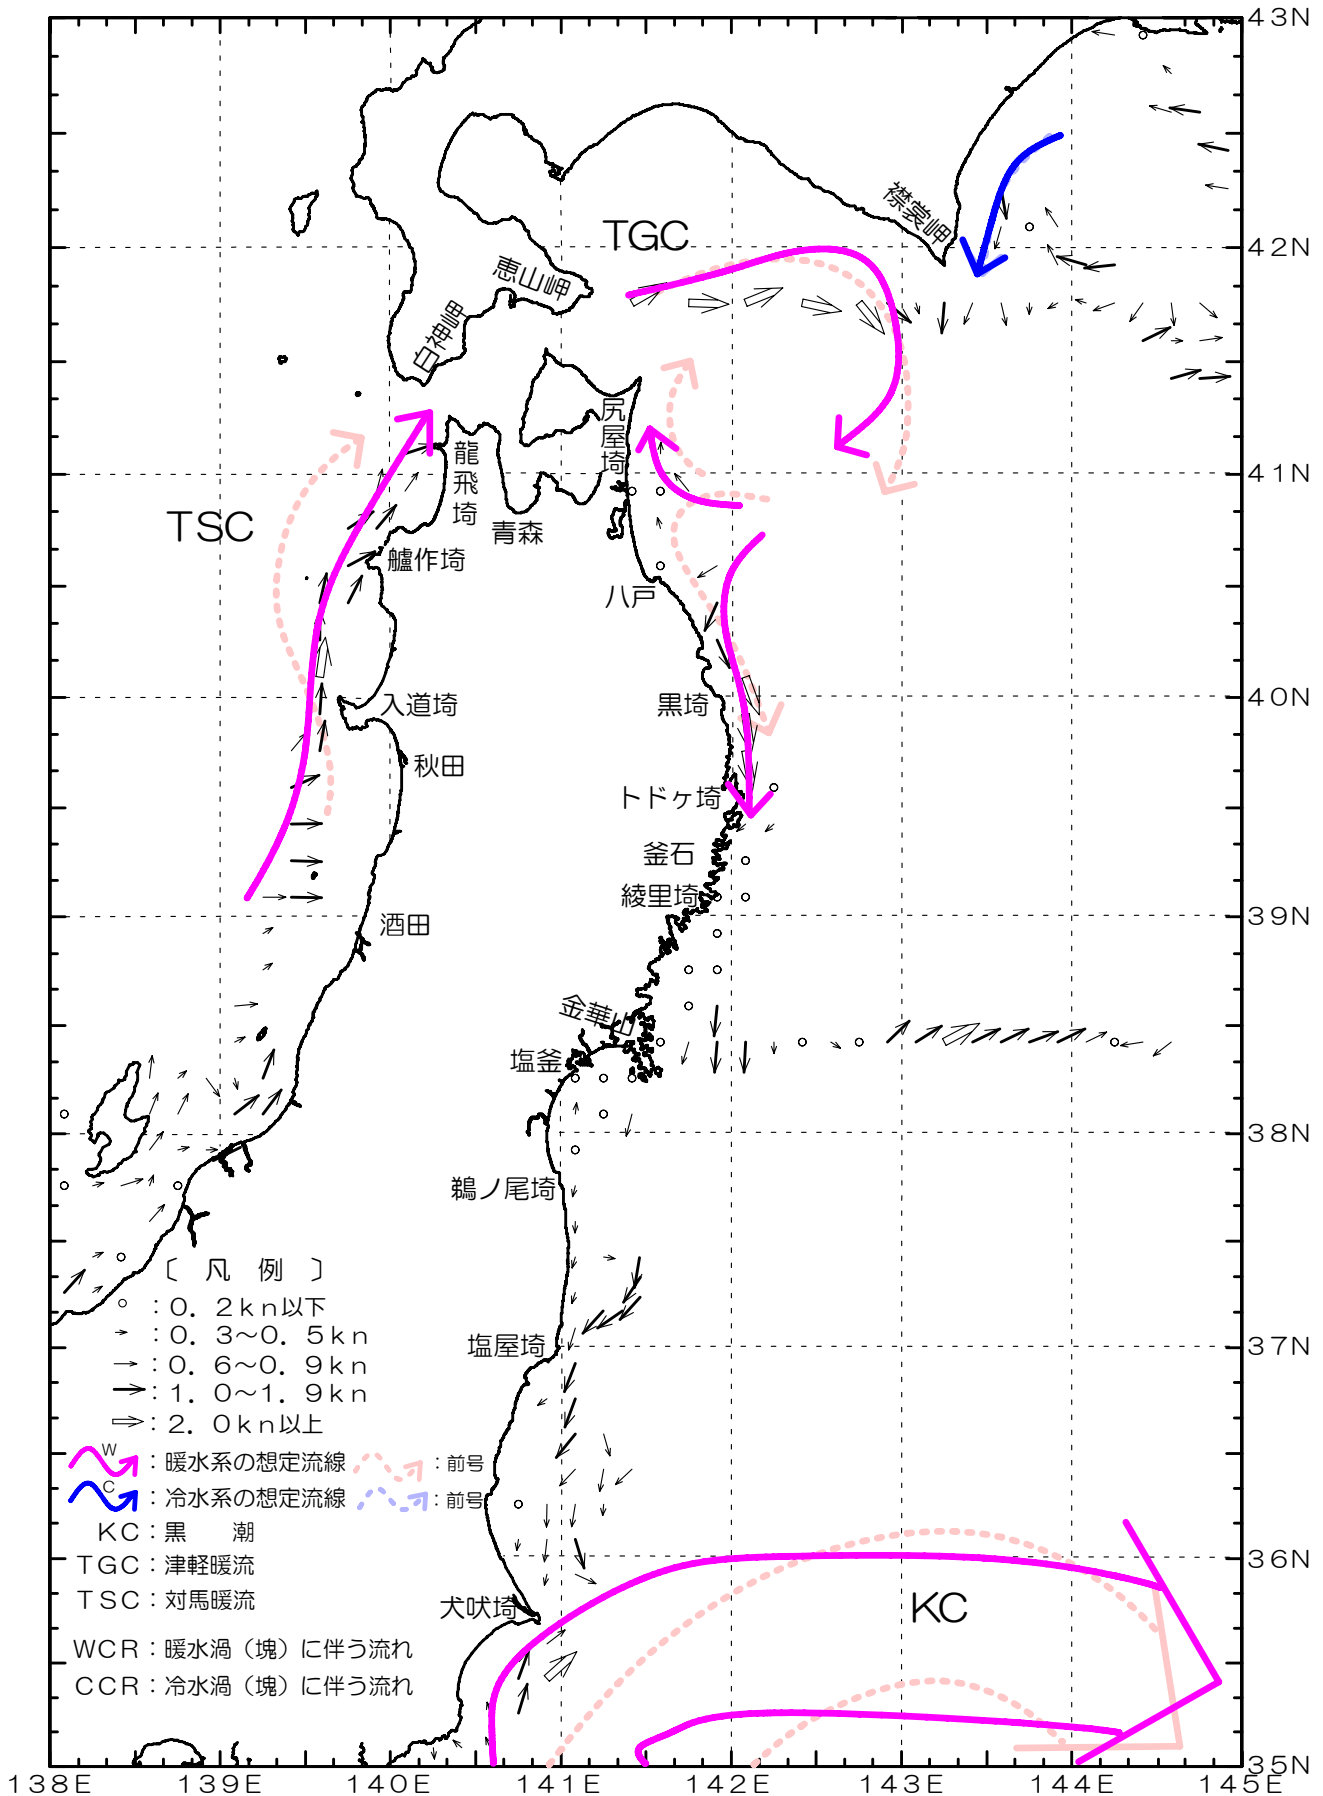 43N
襟裳岬
TGC
42N
恵山岬
白神岬
尻屋埼
龍飛埼
41N
TSC
青森
艫作埼
八戸
入道埼
黒埼
40N
秋田
トドヶ埼
釜石
綾里埼
酒田
39N
金華山
塩釜
38N
鵜ノ尾埼
〔 凡 例 〕
:0.2kn以下
:0.3~0.5kn
塩屋埼
37N
:0.6~0.9kn
:1.0~1.9kn
:2.0kn以上
W
:暖水系の想定流線
:前号
C
:冷水系の想定流線
:前号
KC:黒 潮
36N
TGC:津軽暖流
TSC:対馬暖流
犬吠埼
KC
WCR:暖水渦(塊)に伴う流れ
CCR:冷水渦(塊)に伴う流れ
35N
138E 139E 140E 141E 142E 143E 144E 145E